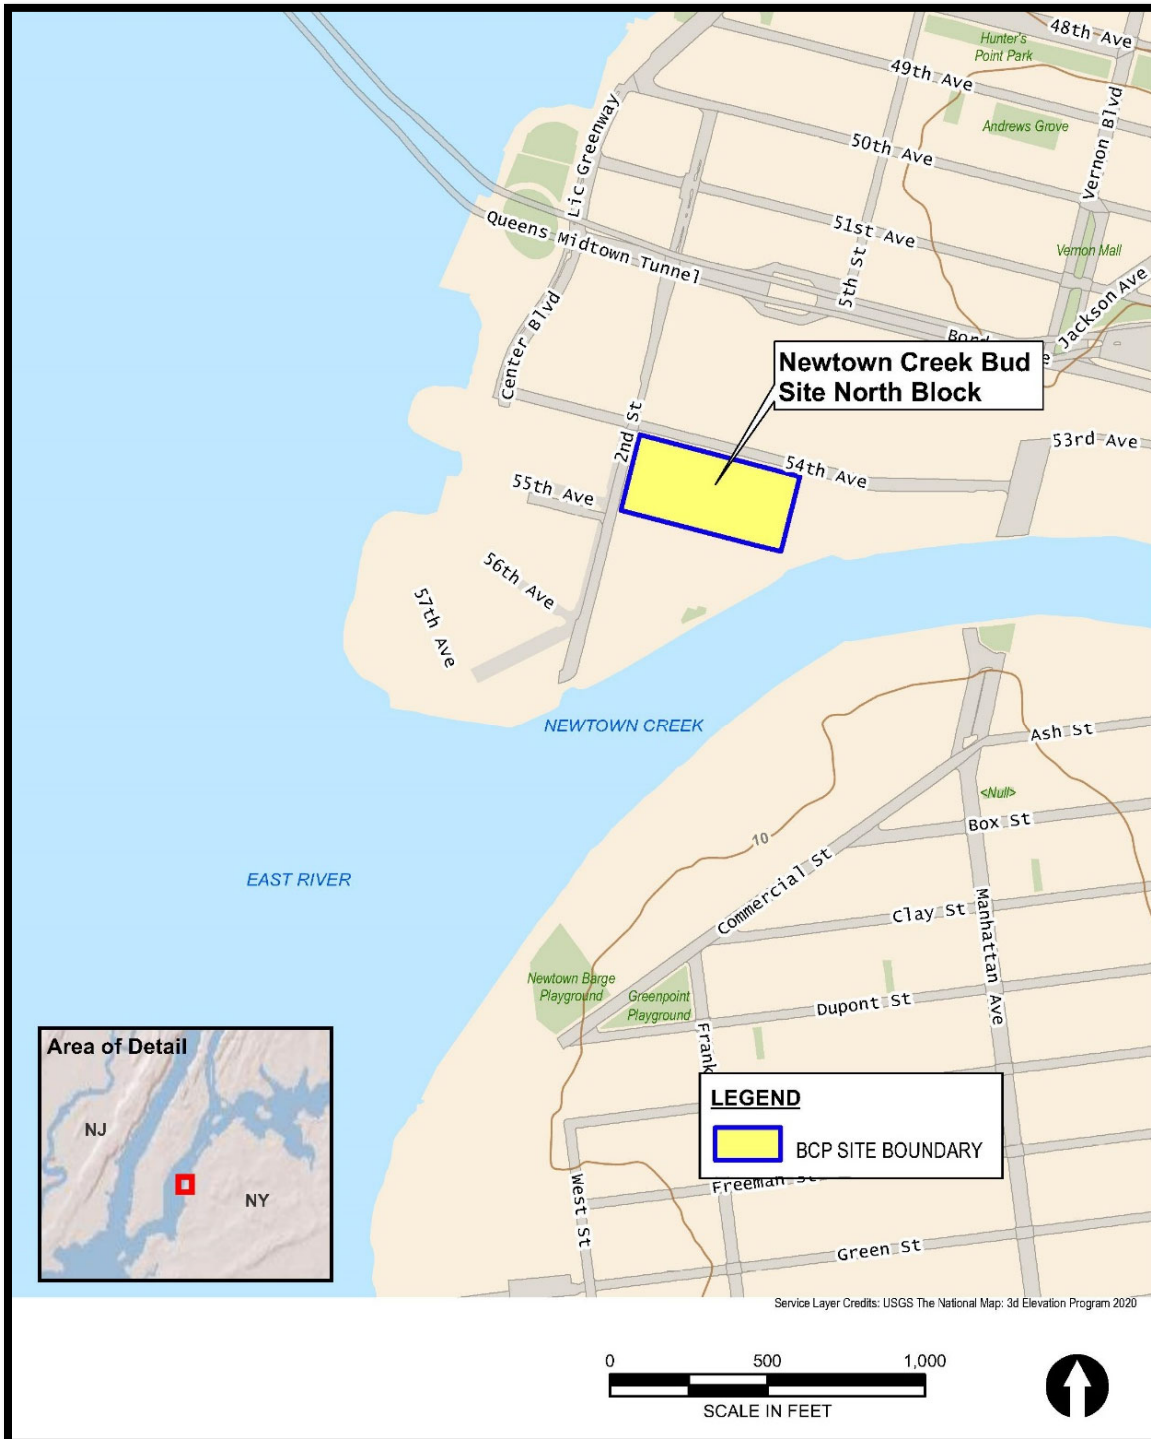 48th Ave
Hunter's
Point Park
49th Ave
Andrews Grove
Vernon Blvd
Lic Greenway
50th Ave
Queens Midtown Tunnel
51st Ave
5th St
Vernon Mall
Jackson Ave
Center Blvd
Newtown Creek Bud
Site North Block
2nd St
53rd Ave
54th Ave
55th Ave
56th Ave
57th Ave
NEWTOWN CREEK
Ash St
<Null>
Box St
10
Commercial St
EAST RIVER
Clay St
Manhattan Ave
Newtown Barge
Playground
Greenpoint
Playground
Dupont St
Frank
Area of Detail
NJ
NY
LEGEND
BCP SITE BOUNDARY
Freeman St
West St
Green St
Service Layer Credits: USGS The National Map: 3d Elevation Program 2020
0 500 1,000
SCALE IN FEET